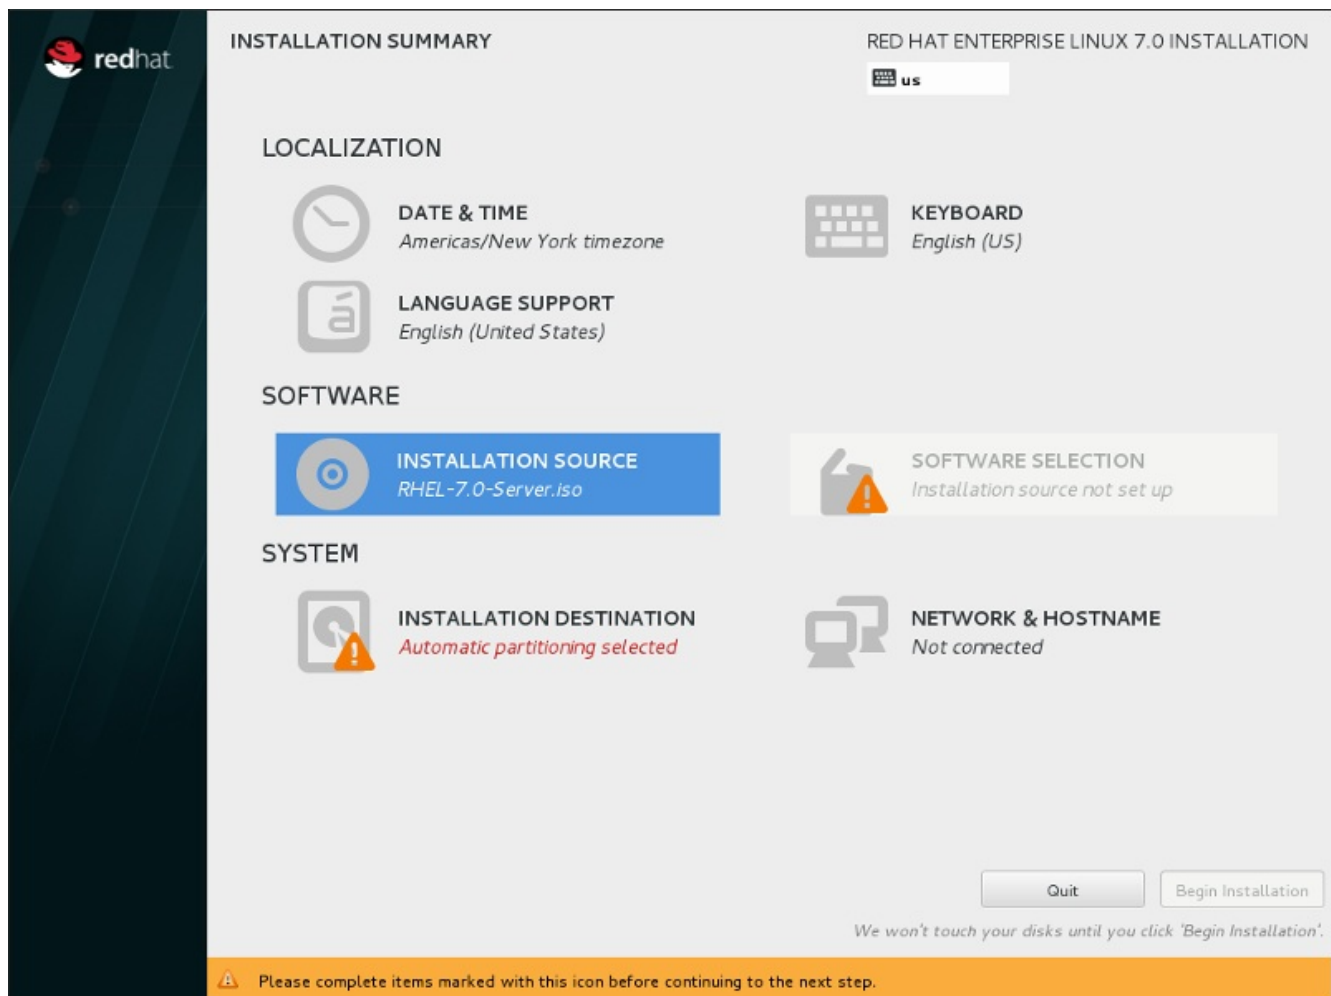 redhat.
INSTALLATION SUMMARY
RED HAT ENTERPRISE LINUX 7.0 INSTALLATION
us
LOCALIZATION
DATE & TIME
Americas/New York timezone
KEYBOARD
English (US)
á
LANGUAGE SUPPORT
English (United States)
SOFTWARE
INSTALLATION SOURCE
RHEL-7.0-Server.iso
SOFTWARE SELECTION
Installation source not set up
SYSTEM
INSTALLATION DESTINATION
Automatic partitioning selected
NETWORK & HOSTNAME
Not connected
Quit
Begin Installation
We won't touch your disks until you click 'Begin Installation'.
Please complete items marked with this icon before continuing to the next step.